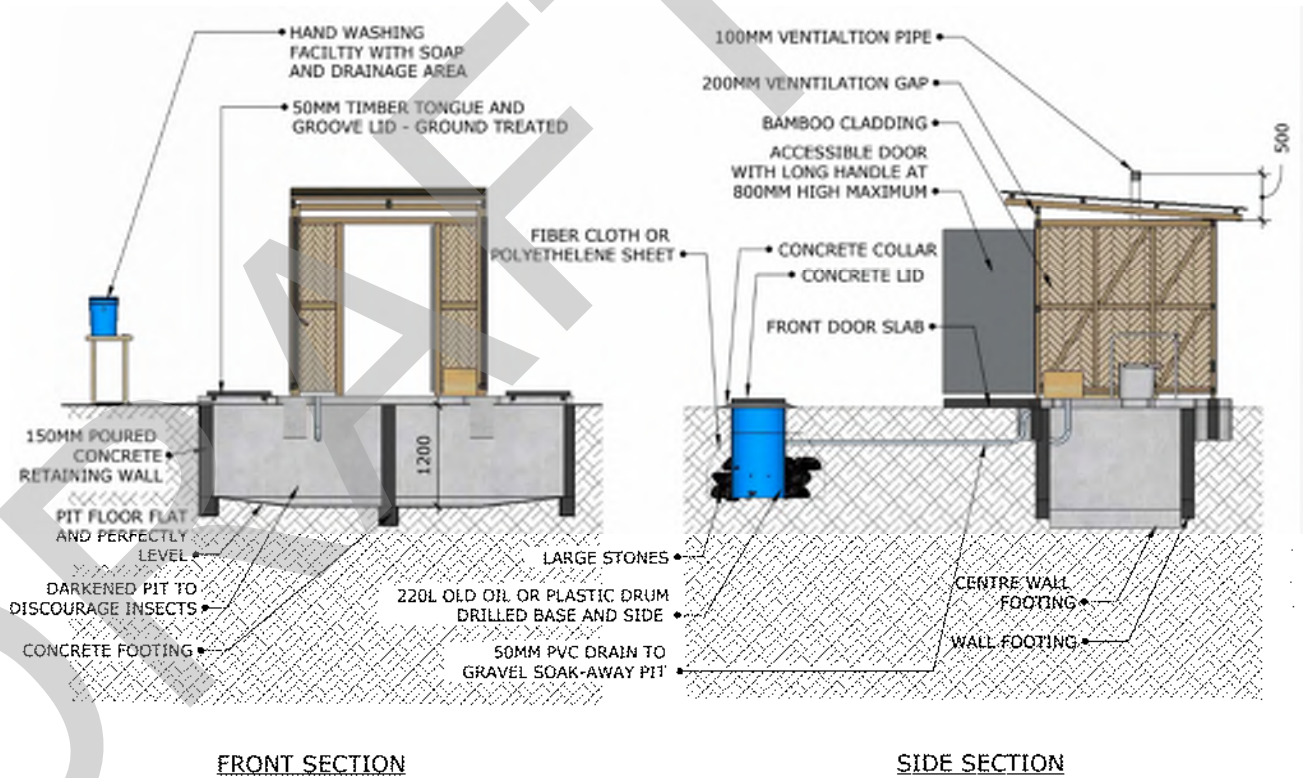 HAND WASHING
FACILTIY WITH SOAP
AND DRAINAGE AREA
50MM TIMBER TONGUE AND
GROOVE LID - GROUND TREATED
150MM POURED
CONCRETE
RETAINING WALL
1200
PIT FLOOR FLAT
AND PERFECTLY
LEVEL
DARKENED PIT TO
DISCOURAGE INSECTS
CONCRETE FOOTING
FRONT SECTION
100MM VENTIALTION PIPE
200MM VENNTILATION GAP
BAMBOO CLADDING
ACCESSIBLE DOOR
WITH LONG HANDLE AT
800MM HIGH MAXIMUM
500
FIBER CLOTH OR
POLYETHELENE SHEET
CONCRETE COLLAR
CONCRETE LID
FRONT DOOR SLAB
LARGE STONES
220L OLD OIL OR PLASTIC DRUM
DRILLED BASE AND SIDE
50MM PVC DRAIN TO
GRAVEL SOAK-AWAY PIT
CENTRE WALL
FOOTING
WALL FOOTING
SIDE SECTION
DRAFT